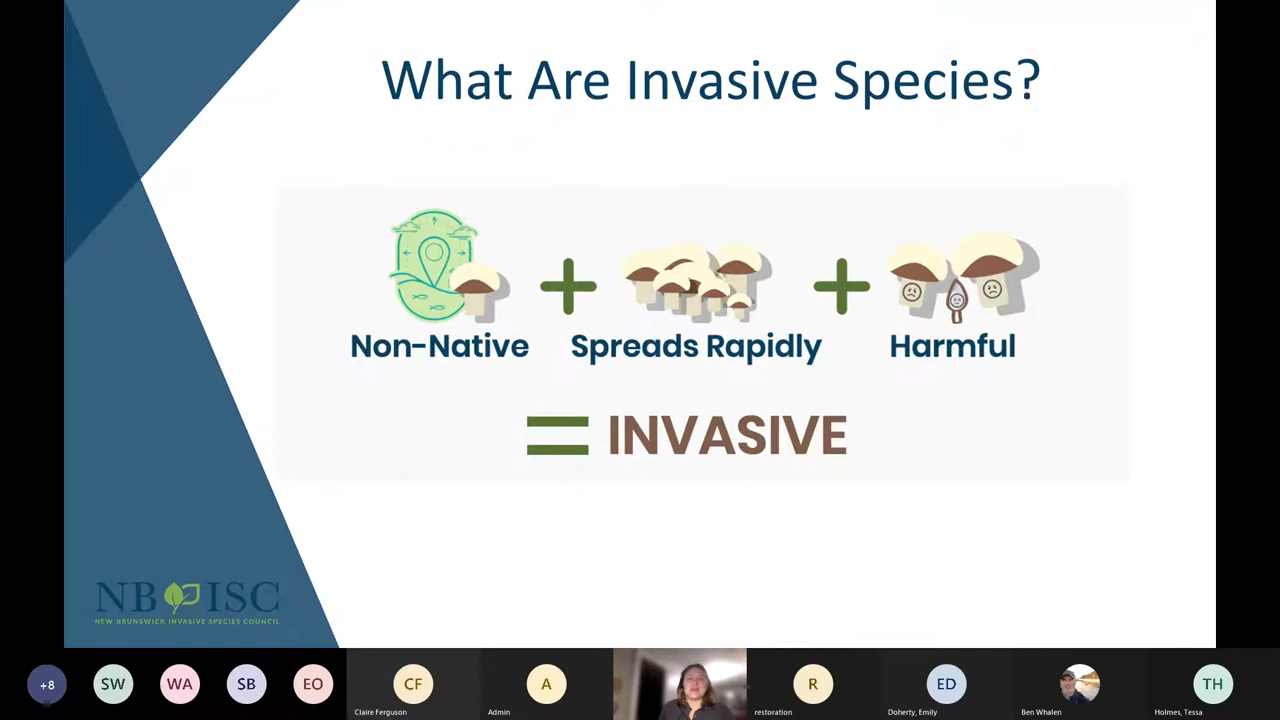 What Are Invasive Species?
Non-Native
Spreads Rapidly
Harmful
INVASIVE
NB ISC
NEW BRUNSWICK INVASIVE SPECIES COUNCIL
+8
SW
WA
SB
EO
CF
Claire Ferguson
A
Admin
R
restoration
ED
Doherty, Emily
Ben Whalen
TH
Holmes, Tessa